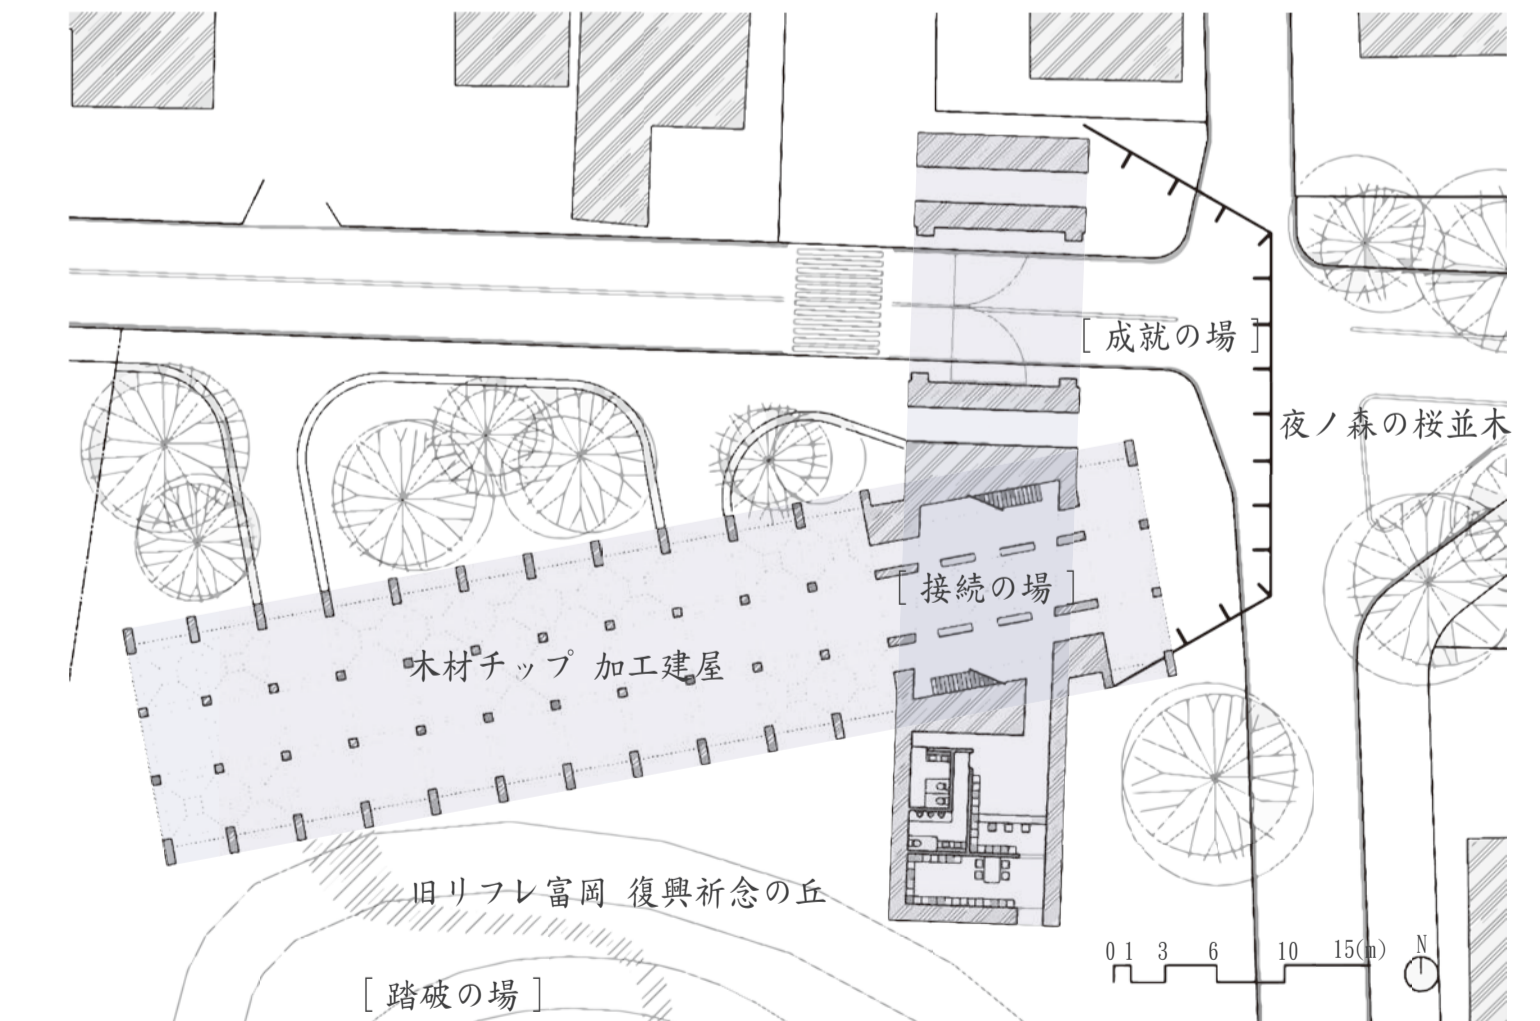 [ 成就の場 ]
夜ノ森の桜並木
[ 接続の場 ]
木材チップ 加工建屋
旧リフレ富岡 復興祈念の丘
[ 踏破の場 ]
0 1 3 6 10 15(m)
N